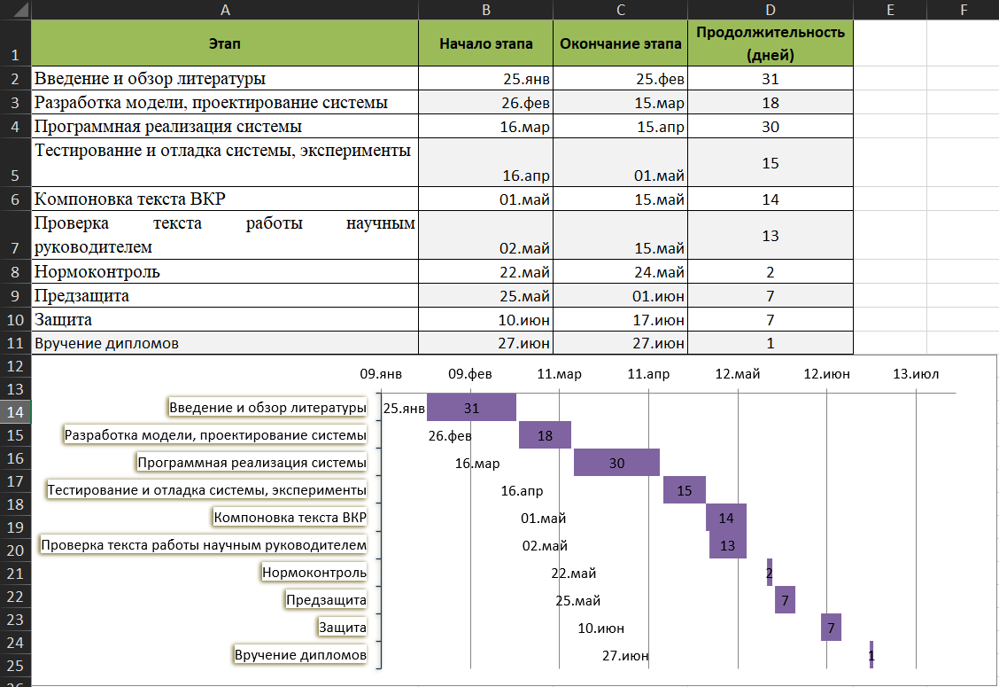 A B C D E F
1 Этап Начало этапа Окончание этапа Продолжительность
(дней)
2 Введение и обзор литературы 25.янв 25.фев 31
3 Разработка модели, проектирование системы 26.фев 15.мар 18
4 Программная реализация системы 16.мар 15.апр 30
5 Тестирование и отладка системы, эксперименты 16.апр 01.май 15
6 Компоновка текста ВКР 01.май 15.май 14
7 Проверка текста работы научным
руководителем 02.май 15.май 13
8 Нормоконтроль 22.май 24.май 2
9 Предзащита 25.май 01.июн 7
10 Защита 10.июн 17.июн 7
11 Вручение дипломов 27.июн 27.июн 1
12 09.янв 09.фев 11.мар 11.апр 12.май 12.июн 13.июл
13
14 Введение и обзор литературы 25.янв 31
15 Разработка модели, проектирование системы 26.фев 18
16 Программная реализация системы 16.мар 30
17 Тестирование и отладка системы, эксперименты 16.апр 15
18
19 Компоновка текста ВКР 01.май 14
20 Проверка текста работы научным руководителем 02.май 13
21 Нормоконтроль 22.май 2
22 Предзащита 25.май 7
23 Защита 10.июн 7
24 Вручение дипломов 27.июн 1
25
26